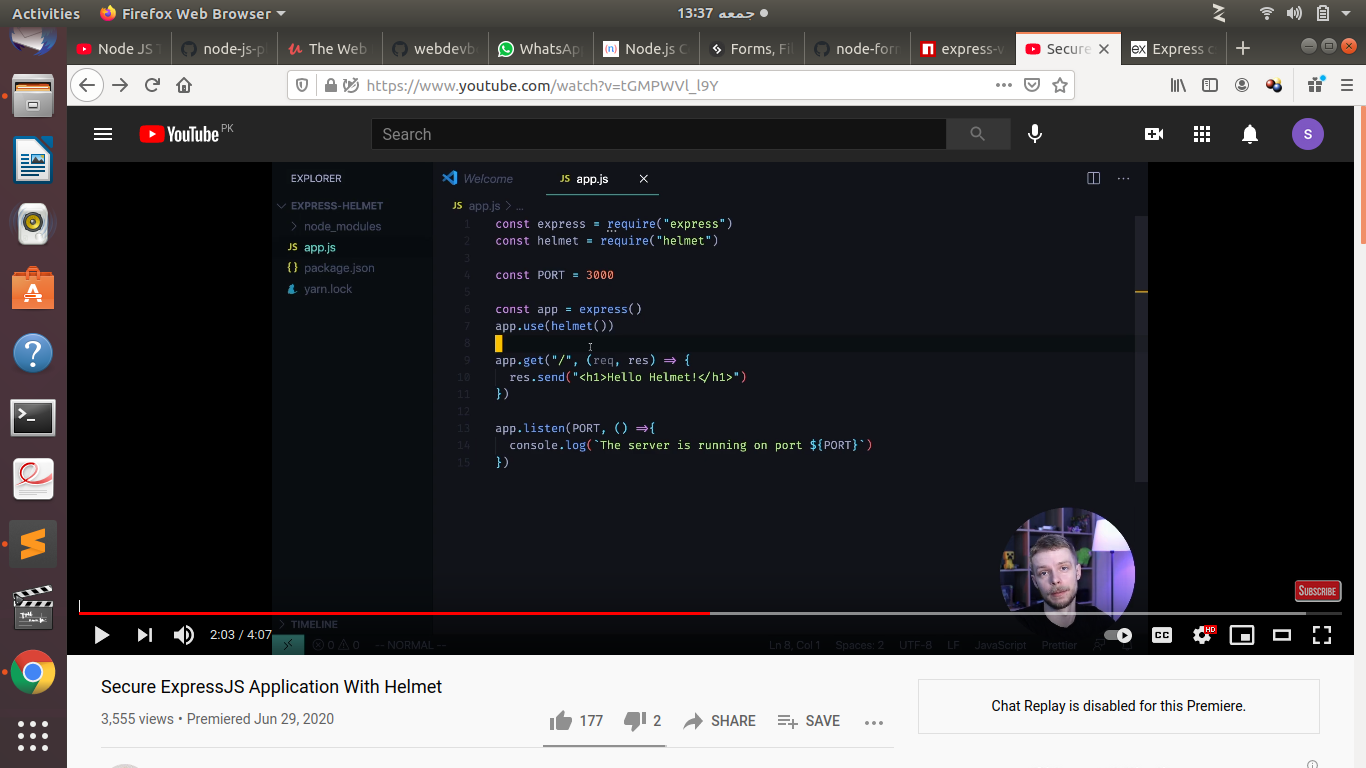 Activities
Firefox Web Browser
13:37 جمعه
Node JS T
node-js-p
The Web
webdevb
WhatsAp
Node.js C
Forms, Fil
node-for
express-v
Secure
Express c
https://www.youtube.com/watch?v=tGMPWVl_l9Y
YouTube PK
Search
S
EXPLORER
EXPRESS-HELMET
node_modules
JS app.js
{} package.json
yarn.lock
TIMELINE
Welcome
JS app.js
JS app.js > ...
1 const express = require("express")
2 const helmet = require("helmet")
3
4 const PORT = 3000
5
6 const app = express()
7 app.use(helmet())
8
9 app.get("/", (req, res) => {
10 res.send("<h1>Hello Helmet!</h1>")
11 })
12
13 app.listen(PORT, () =>{
14 console.log(`The server is running on port ${PORT}`)
15 })
SUBSCRIBE
2:03 / 4:07
CC
HD
0 0 -- NORMAL --
Ln 8, Col 1 Spaces: 2 UTF-8 LF JavaScript Prettier
Secure ExpressJS Application With Helmet
3,555 views • Premiered Jun 29, 2020
177
2
SHARE
SAVE
Chat Replay is disabled for this Premiere.